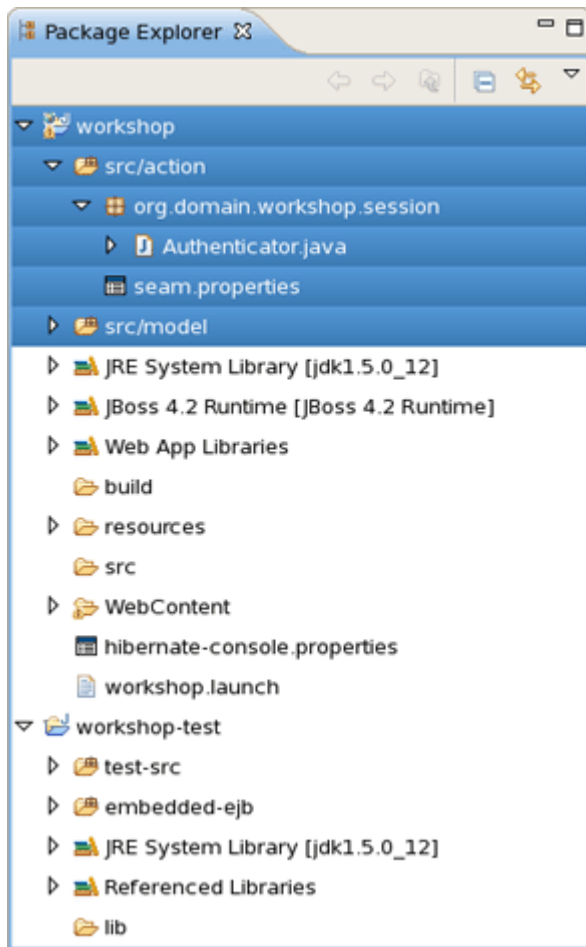 Package Explorer
workshop
src/action
org.domain.workshop.session
Authenticator.java
seam.properties
src/model
JRE System Library [jdk1.5.0_12]
JBoss 4.2 Runtime [JBoss 4.2 Runtime]
Web App Libraries
build
resources
src
WebContent
hibernate-console.properties
workshop.launch
workshop-test
test-src
embedded-ejb
JRE System Library [jdk1.5.0_12]
Referenced Libraries
lib